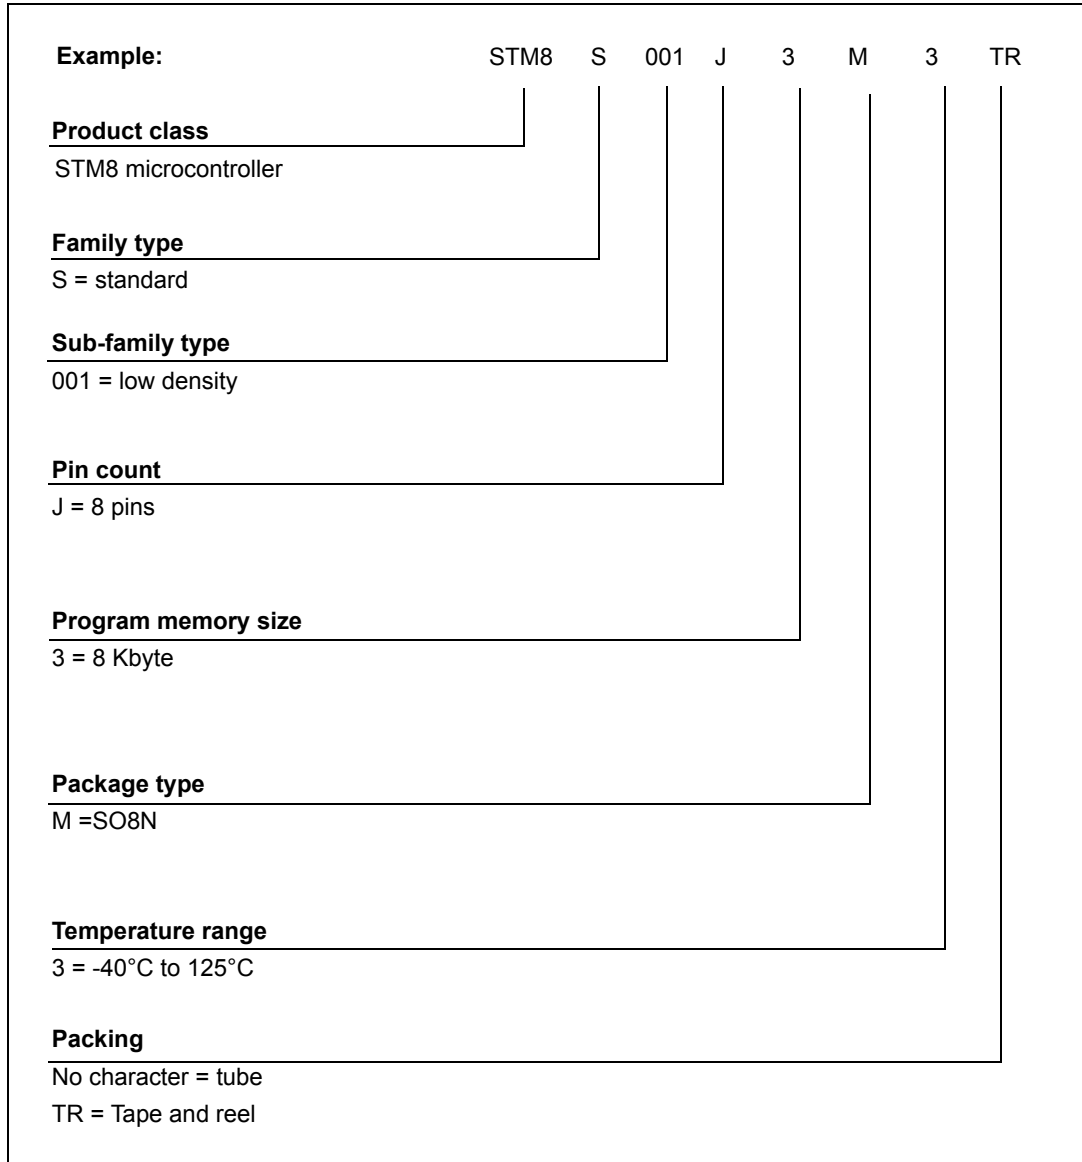 Example: STM8 S 001 J 3 M 3 TR
Product class
STM8 microcontroller
Family type
S = standard
Sub-family type
001 = low density
Pin count
J = 8 pins
Program memory size
3 = 8 Kbyte
Package type
M =SO8N
Temperature range
3 = -40°C to 125°C
Packing
No character = tube
TR = Tape and reel